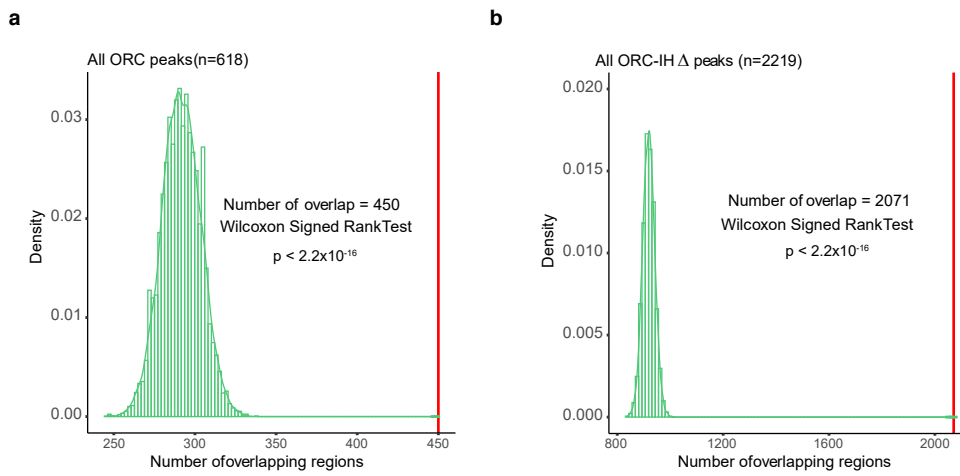 a
All ORC peaks(n=618)
Density
0.03
0.02
0.01
0.00
Number of overlap = 450
Wilcoxon Signed RankTest
p < 2.2x10⁻¹⁶
250 300 350 400 450
Number ofoverlapping regions
b
All ORC-IH Δ peaks (n=2219)
Density
0.020
0.015
0.010
0.005
0.000
Number of overlap = 2071
Wilcoxon Signed RankTest
p < 2.2x10⁻¹⁶
800 1200 1600 2000
Number ofoverlapping regions